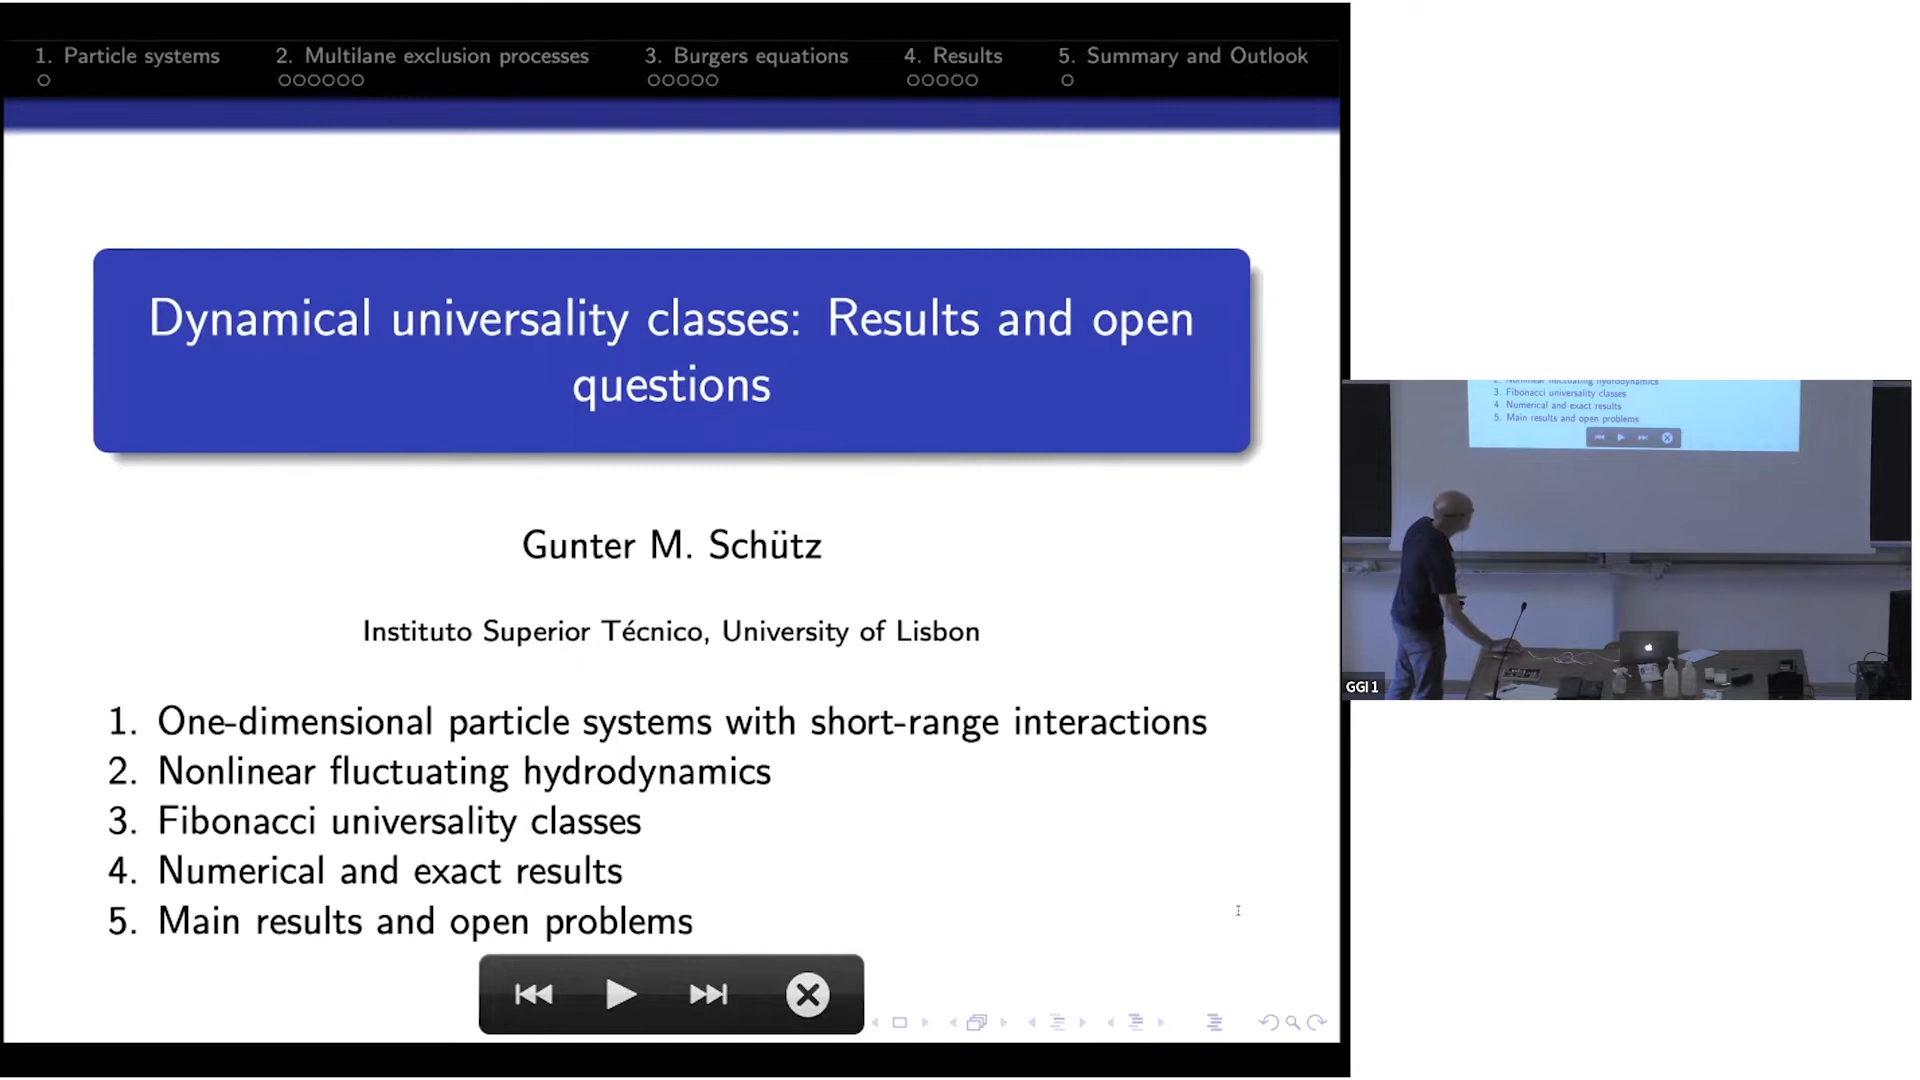 1. Particle systems
2. Multilane exclusion processes
3. Burgers equations
4. Results
5. Summary and Outlook
Dynamical universality classes: Results and open
questions
Gunter M. Schütz
Instituto Superior Técnico, University of Lisbon
1. One-dimensional particle systems with short-range interactions
2. Nonlinear fluctuating hydrodynamics
3. Fibonacci universality classes
4. Numerical and exact results
5. Main results and open problems
2. Nonlinear fluctuating hydrodynamics
3. Fibonacci universality classes
4. Numerical and exact results
5. Main results and open problems
GGI 1